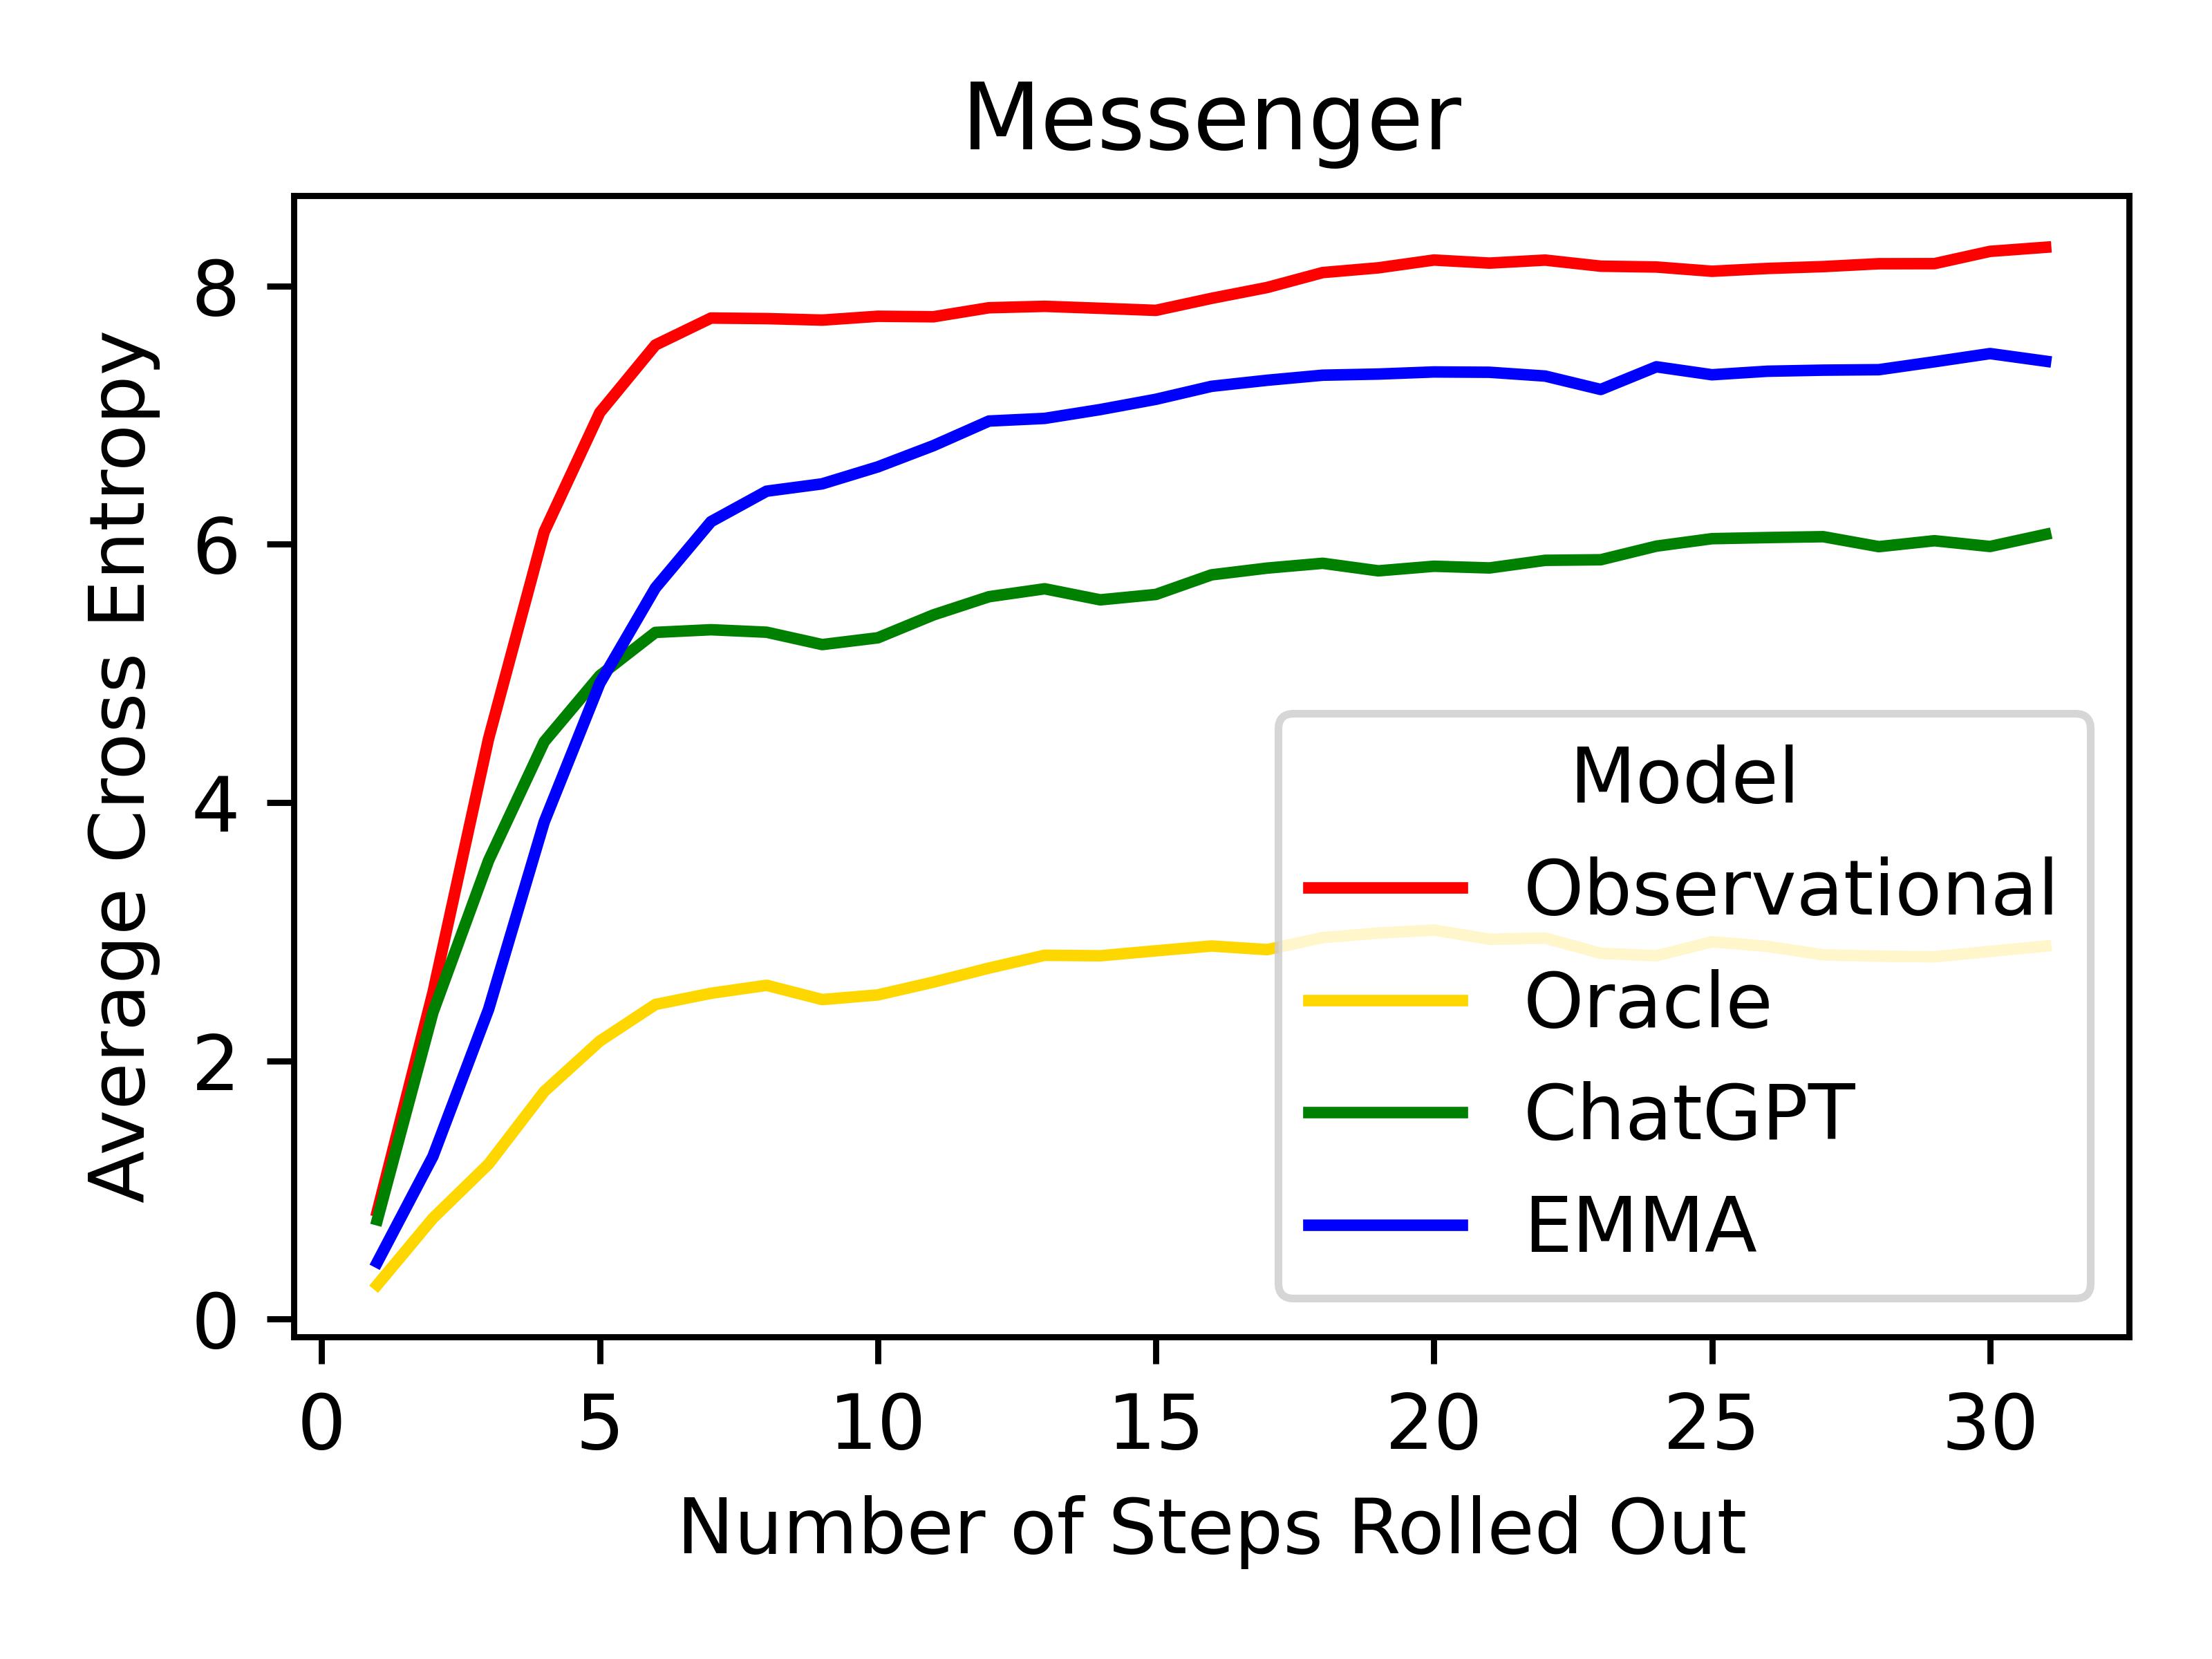 Messenger
Average Cross Entropy
8
6
4
2
0
Model
Observational
Oracle
ChatGPT
EMMA
0 5 10 15 20 25 30
Number of Steps Rolled Out